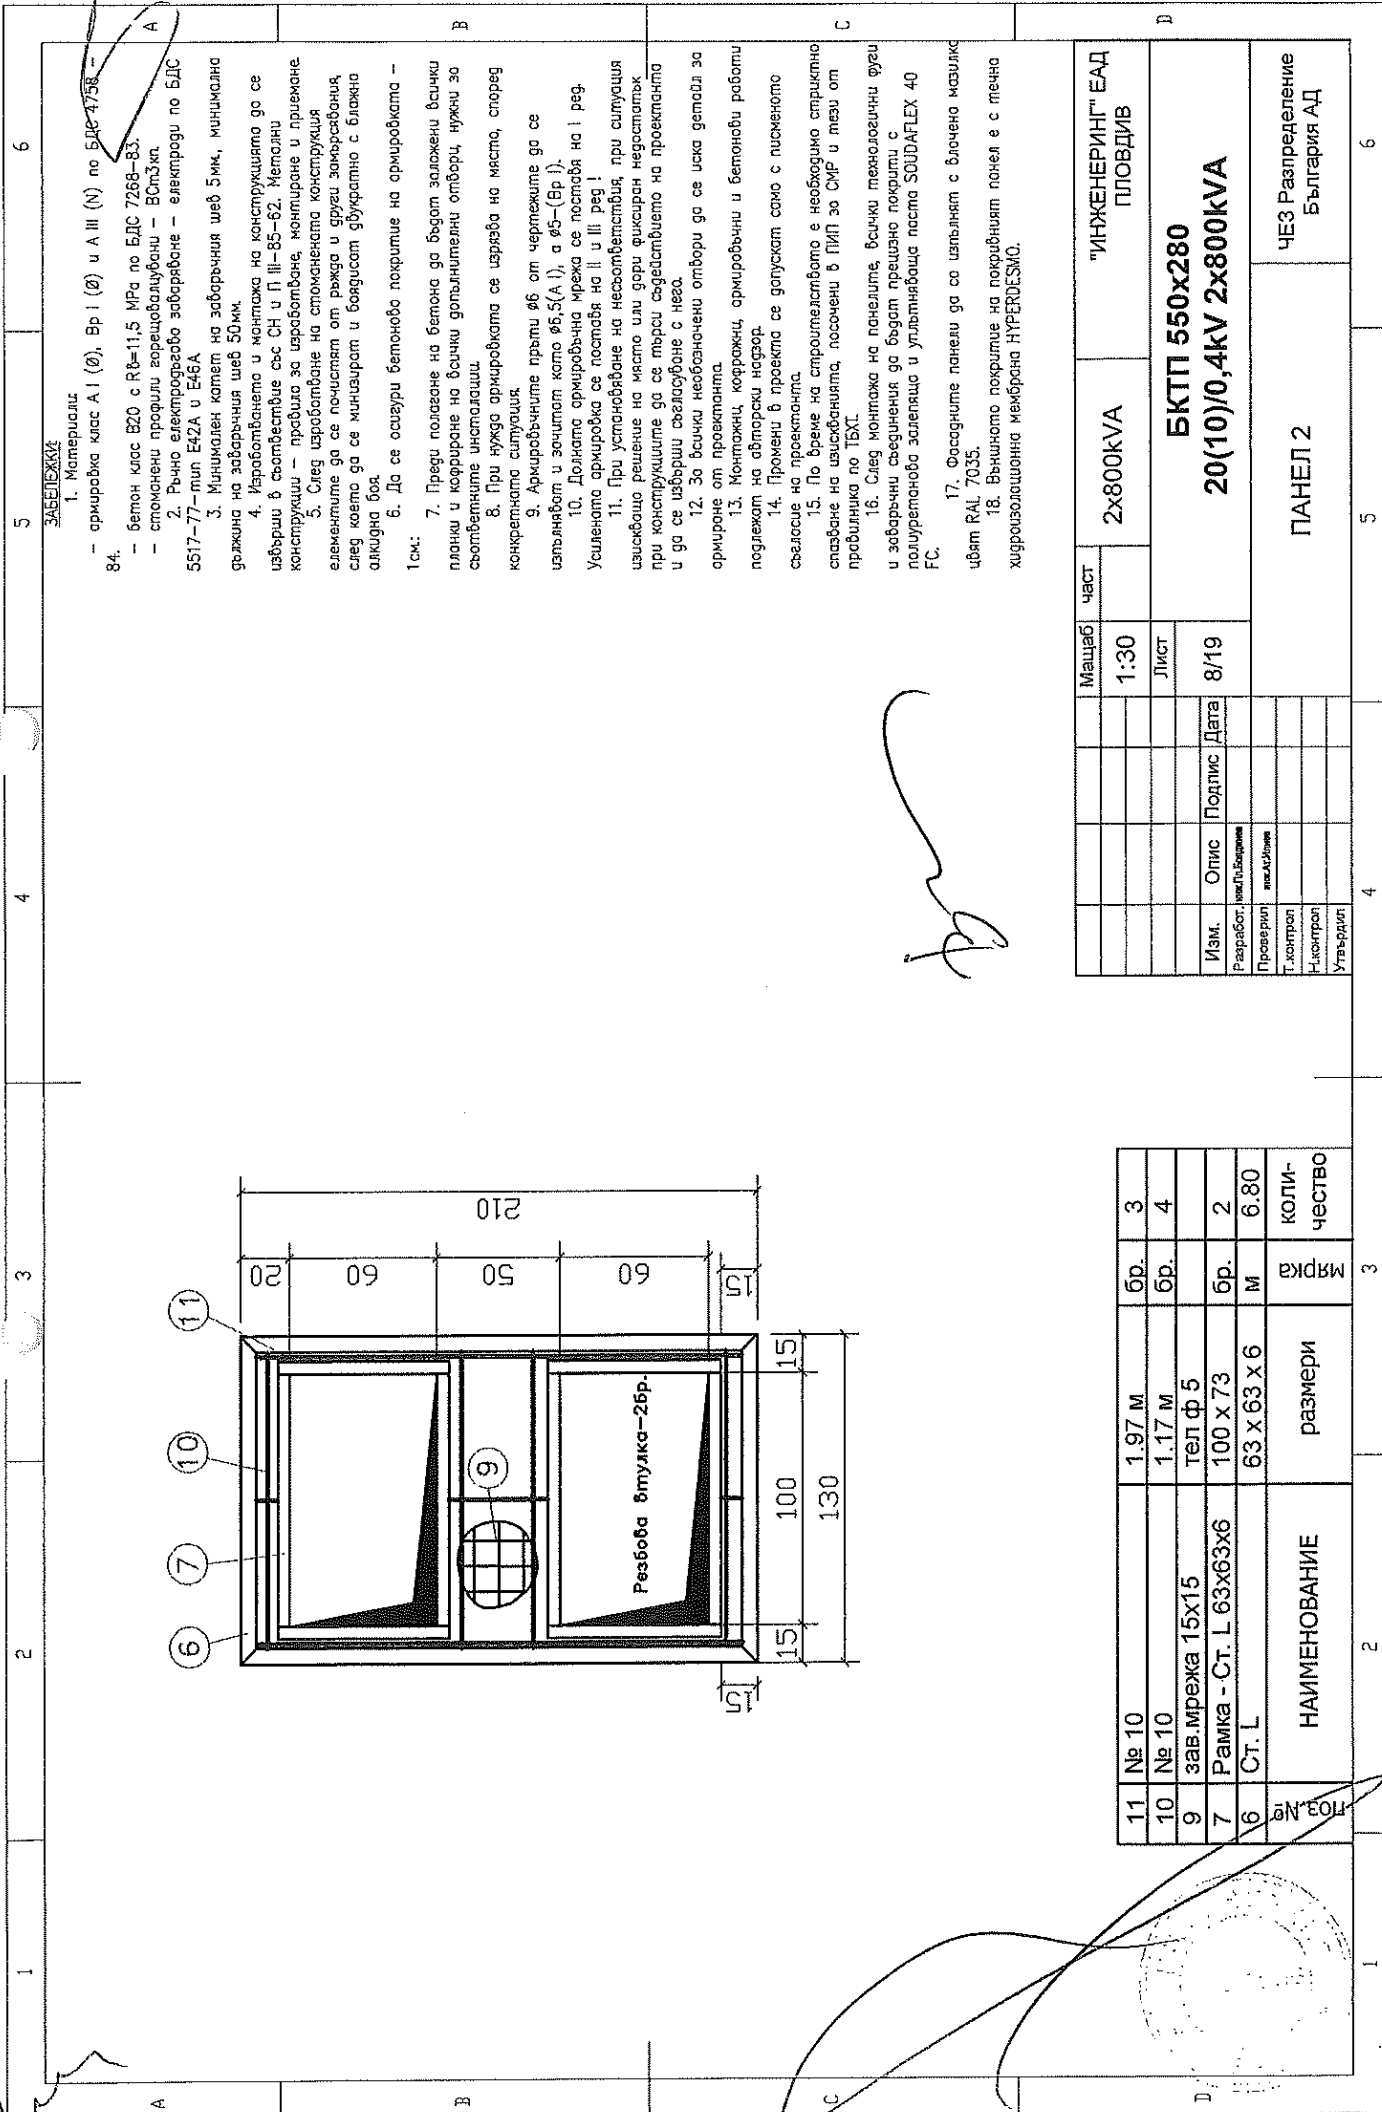 ЗАБЕЛЕЖКИ:
1. Материали:
- армировка клас А I (Ø), Вр I (Ø) и А III (N) по БДС 4758 -
84.
- бетон клас В20 с Rb=11,5 МРа по БДС 7268-83.
- стоманени профили горещовалцувани - ВСт3кп.
2. Ръчно електродъгово заваряване - електроди по БДС
5517-77-тип Е42А и Е46А
3. Минимален катет на заваръчния шев 5мм, минимална
дължина на заваръчния шев 50мм.
4. Изработването и монтажа на конструкцията да се
извърши в съответствие със СН и П III-85-62. Метални
конструкции - правила за изработване, монтиране и приемане.
5. След изработване на стоманената конструкция
елементите да се почистят от ръжда и други замърсявания,
след което да се минизират и боядисат двукратно с блажна
алкидна боя.
6. Да се осигури бетоново покритие на армировката -
1см.:
7. Преди полагане на бетона да бъдат заложени всички
планки и кофриране на всички допълнителни отвори, нужни за
съответните инсталации.
8. При нужда армировката се изрязва на място, според
конкретната ситуация.
9. Армировъчните пръти ø6 от чертежите да се
изпълняват и зачитат като ø6,5(А I), а ø5-(Вр I).
10. Долната армировъчна мрежа се поставя на I ред.
Усилената армировка се поставя на II и III ред !
11. При установяване на несъответствия, при ситуация
изискващо решение на място или дори фиксиран недостатък
при конструкциите да се търси съдействието на проектанта
и да се извърши съгласуване с него.
12. За всички необозначени отвори да се иска детайл за
армиране от проектанта.
13. Монтажни, кофражни, армировъчни и бетонови работи
подлежат на авторски надзор.
14. Промени в проекта се допускат само с писменото
съгласие на проектанта.
15. По време на строителството е необходимо стриктно
спазване на изискванията, посочени в ПИП за СМР и тези от
правилника по ТБХТ.
16. След монтажа на панелите, всички технологични фуги
и заваръчни съединения да бъдат прецизно покрити с
полиуретанова залепяща и уплътняваща паста SOUDAFLEX 40
FC.
17. Фасадните панели да са изпълнят с влачена мазилка
цвят RAL 7035.
18. Външното покритие на покривният панел е с течна
хидроизолационна мембрана HYPERDESMO.
6
7
10
11
9
Резбова втулка-2бр.
20
60
50
60
15
210
15
100
15
130
15
11 № 10 1.97 м бр. 3
10 № 10 1.17 м бр. 4
9 зав.мрежа 15х15 тел ф 5
7 Рамка - Ст. L 63х63х6 100 х 73 бр. 2
6 Ст. L 63 х 63 х 6 м 6.80
поз.№ НАИМЕНОВАНИЕ размери мярка коли-
чество
Мащаб част
1:30 2x800kVA
"ИНЖЕНЕРИНГ" ЕАД
ПЛОВДИВ
Лист
8/19
БКТП 550х280
20(10)/0,4kV 2x800kVA
Изм. Опис Подпис Дата
Разработ.
Проверил
Т.контрол
Н.контрол
Утвърдил
ПАНЕЛ 2
ЧЕЗ Разпределение
България АД
1 2 3 4 5 6
1 2 3 4 5 6
A B C D
A B C D